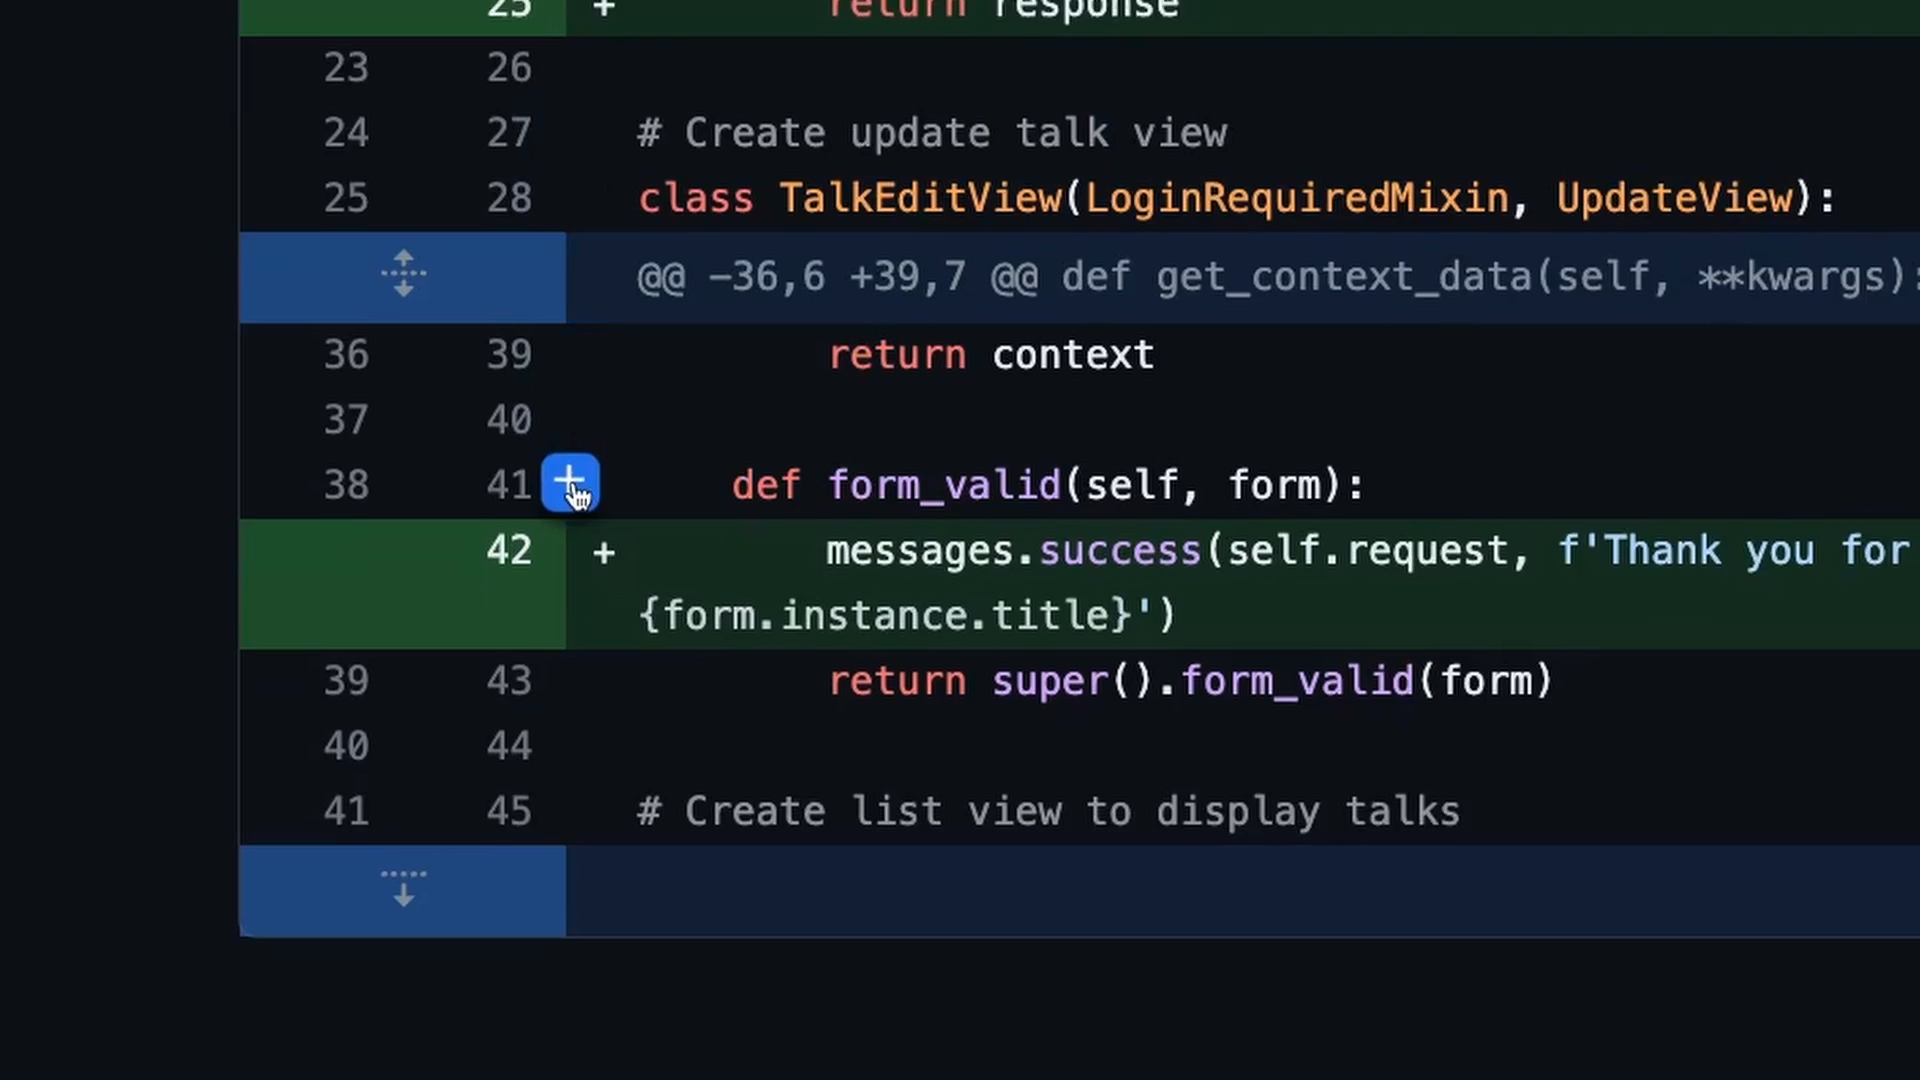 25 + return response
23 26
24 27 # Create update talk view
25 28 class TalkEditView(LoginRequiredMixin, UpdateView):
@@ -36,6 +39,7 @@ def get_context_data(self, **kwargs):
36 39 return context
37 40
38 41 + def form_valid(self, form):
42 + messages.success(self.request, f'Thank you for
{form.instance.title}')
39 43 return super().form_valid(form)
40 44
41 45 # Create list view to display talks